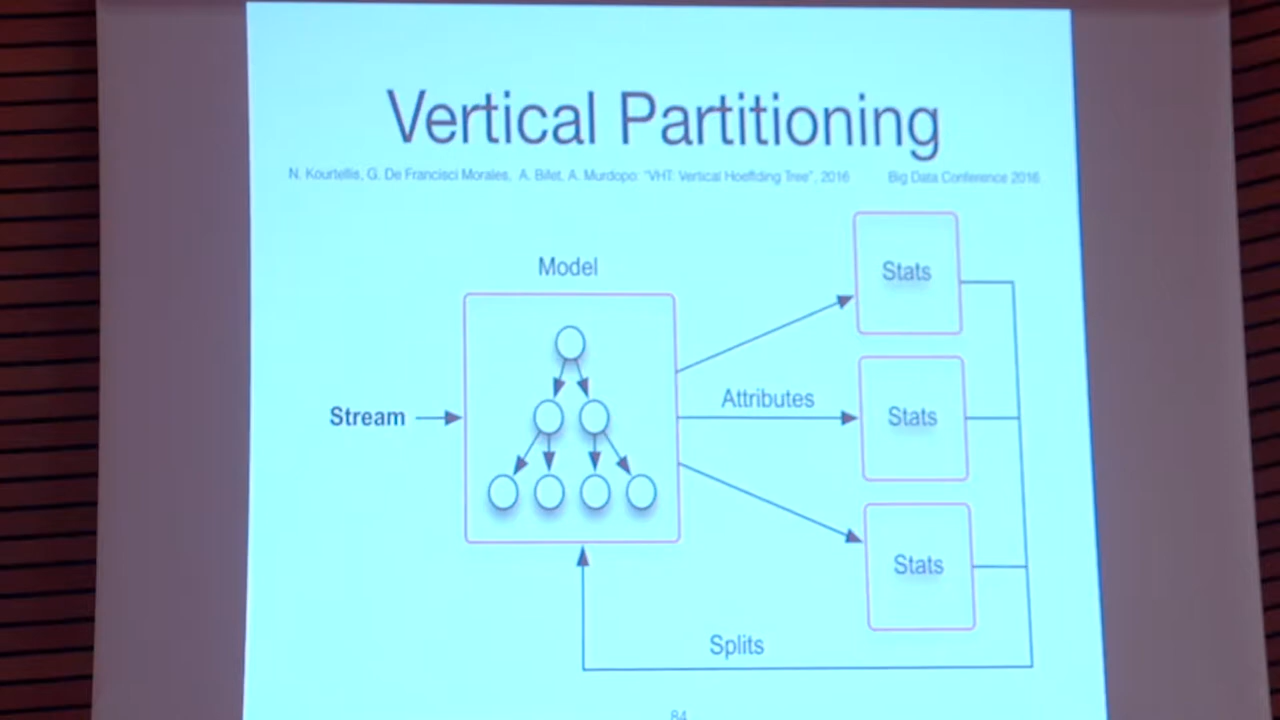 Vertical Partitioning
N. Kourtellis, G. De Francisci Morales, A. Bifet, A. Murdopo: "VHT: Vertical Hoeffding Tree", 2016 Big Data Conference 2016
Model
Stats
Stream
Attributes
Stats
Stats
Splits
84